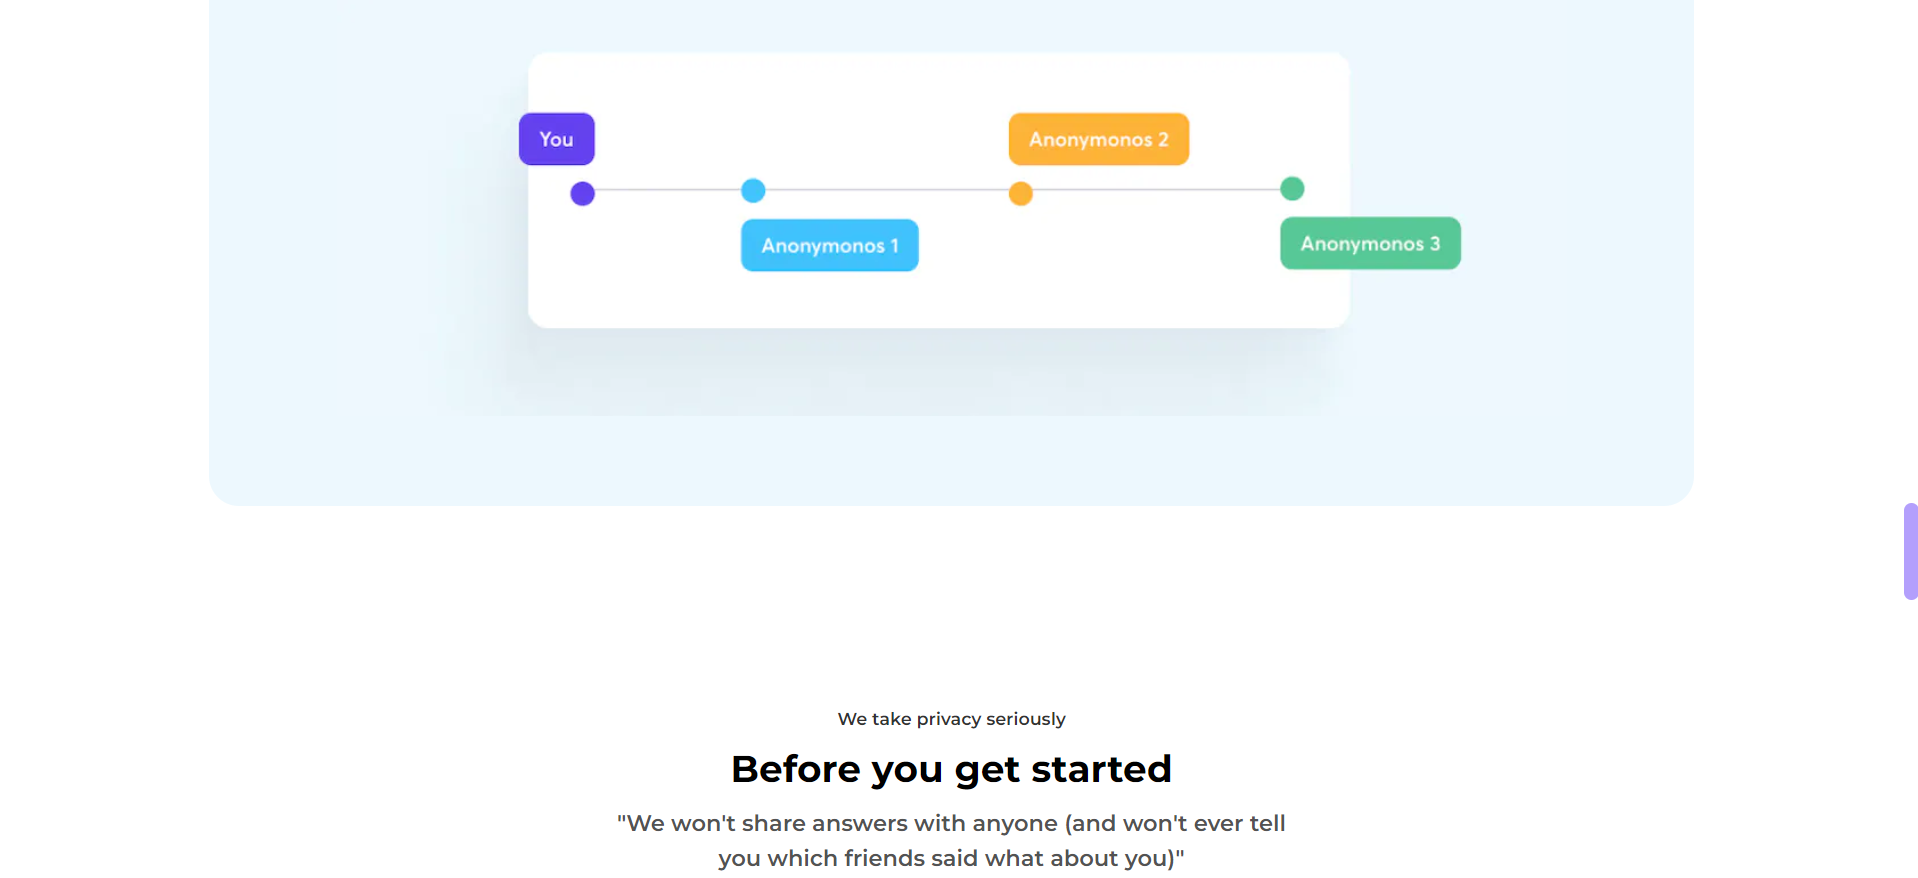 You
Anonymonos 2
Anonymonos 1
Anonymonos 3
We take privacy seriously
Before you get started
"We won't share answers with anyone (and won't ever tell
you which friends said what about you)"